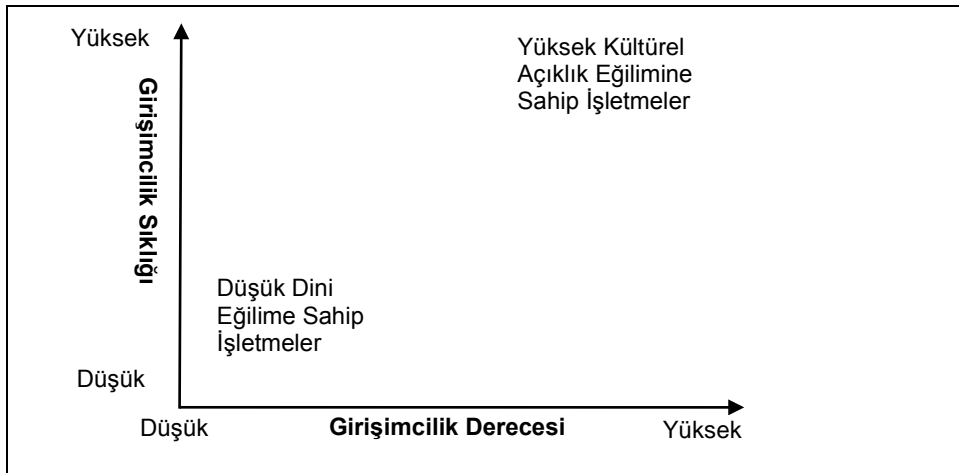 Yüksek
Yüksek Kültürel
Açıklık Eğilimine
Sahip İşletmeler
Girişimcilik Sıklığı
Düşük Dini
Eğilime Sahip
İşletmeler
Düşük
Düşük
Girişimcilik Derecesi
Yüksek